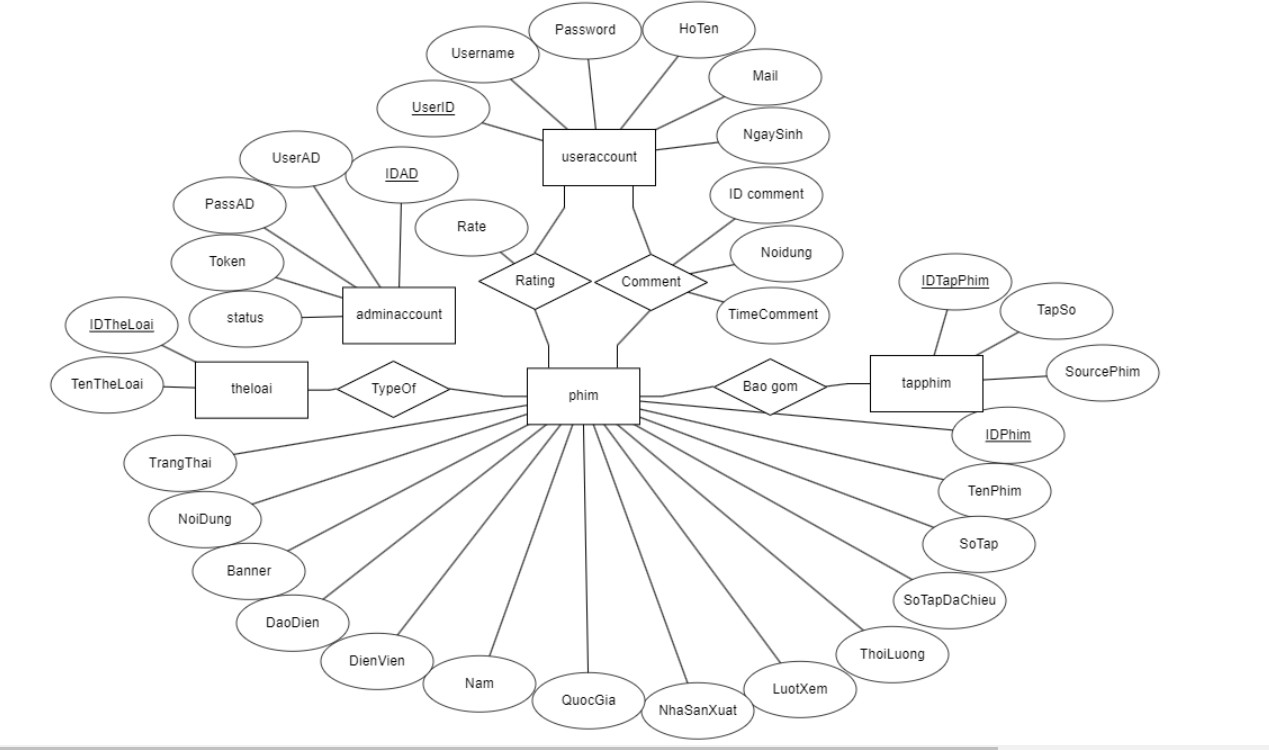 Password
HoTen
Username
Mail
UserID
NgaySinh
useraccount
UserAD
IDAD
ID comment
PassAD
Rate
Noidung
Token
Rating
Comment
IDTapPhim
TapSo
status
adminaccount
TimeComment
IDTheLoai
SourcePhim
TenTheLoai
theloai
TypeOf
phim
Bao gom
tapphim
IDPhim
TrangThai
TenPhim
NoiDung
SoTap
Banner
SoTapDaChieu
DaoDien
ThoiLuong
DienVien
Nam
LuotXem
QuocGia
NhaSanXuat